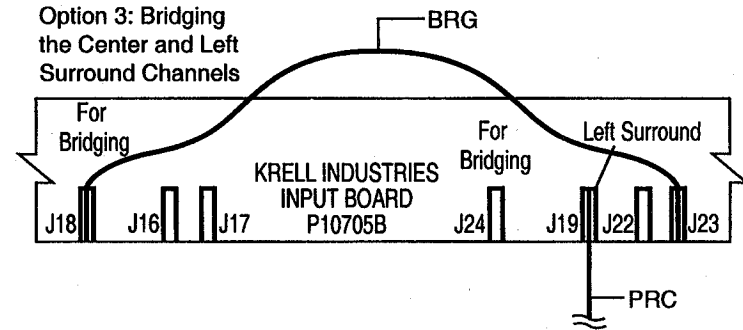 Option 3: Bridging
the Center and Left
Surround Channels
BRG
For
Bridging
For
Bridging
Left Surround
KRELL INDUSTRIES
INPUT BOARD
P10705B
J18
J16
J17
J24
J19
J22
J23
PRC